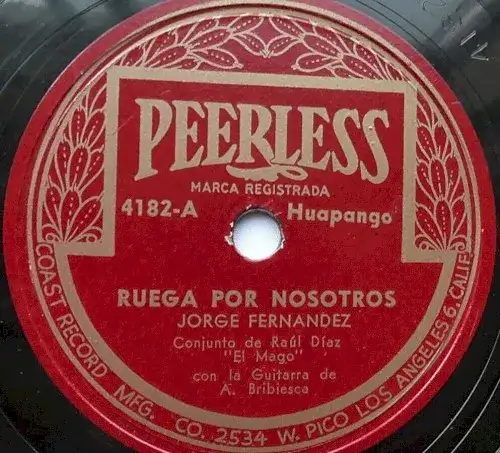 PEERLESS
MARCA REGISTRADA
4182-A Huapango
RUEGA POR NOSOTROS
JORGE FERNANDEZ
Conjunto de Raúl Díaz
"El Mago"
con la Guitarra de
A. Bribiesca
COAST RECORD MFG. CO. 2534 W. PICO LOS ANGELES 6, CALIF.